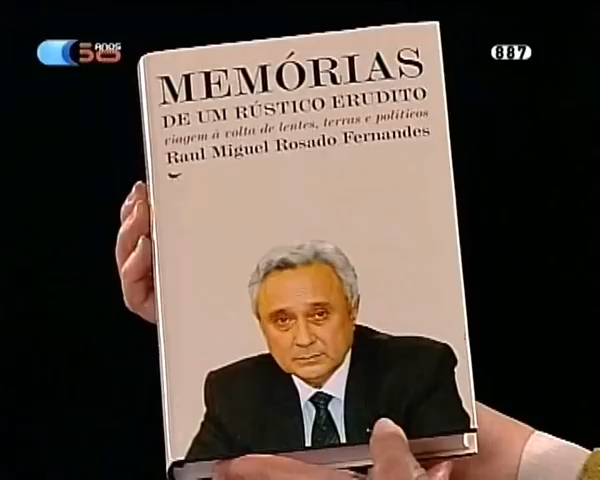 50 ANOS
887
MEMÓRIAS
DE UM RÚSTICO ERUDITO
viagem à volta de lentes, terras e políticos
Raul Miguel Rosado Fernandes